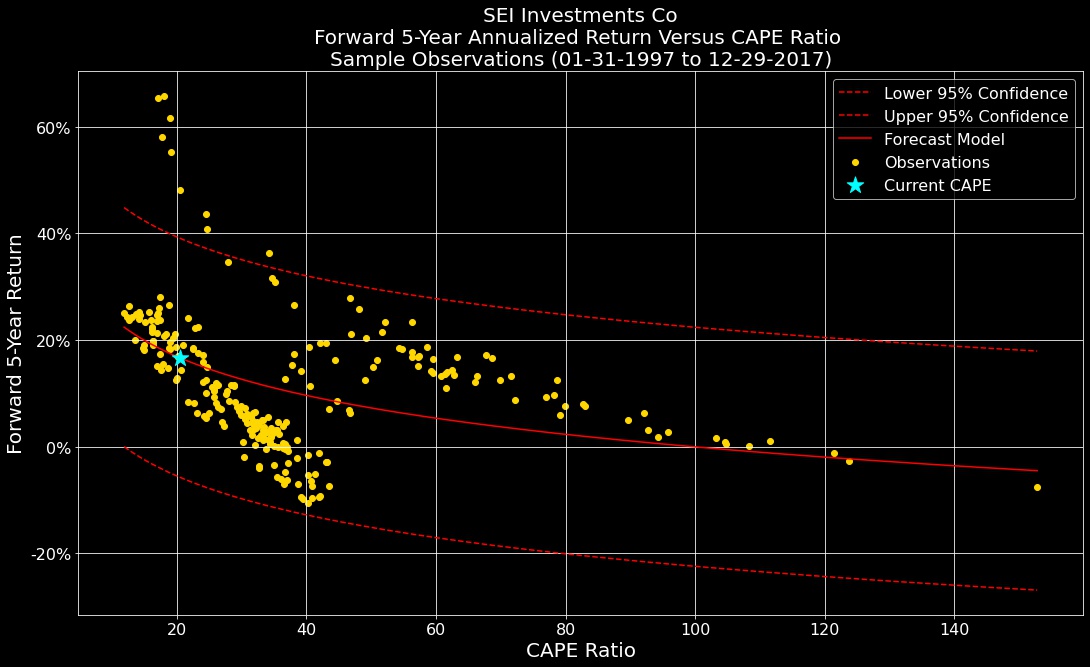 SEI Investments Co
Forward 5-Year Annualized Return Versus CAPE Ratio
Sample Observations (01-31-1997 to 12-29-2017)
Lower 95% Confidence
Upper 95% Confidence
Forecast Model
Observations
Current CAPE
Forward 5-Year Return
60%
40%
20%
0%
-20%
20 40 60 80 100 120 140
CAPE Ratio